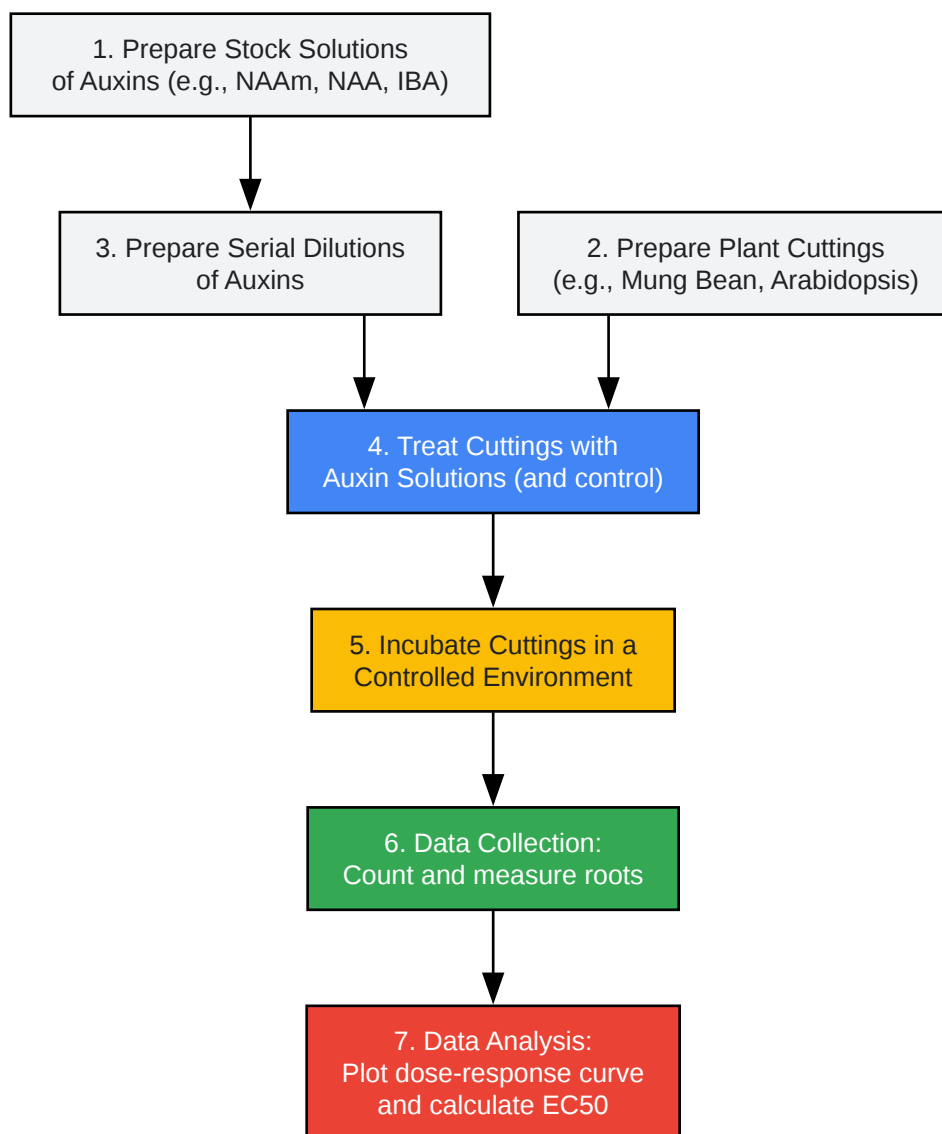 1. Prepare Stock Solutions
of Auxins (e.g., NAAm, NAA, IBA)
3. Prepare Serial Dilutions
of Auxins
2. Prepare Plant Cuttings
(e.g., Mung Bean, Arabidopsis)
4. Treat Cuttings with
Auxin Solutions (and control)
5. Incubate Cuttings in a
Controlled Environment
6. Data Collection:
Count and measure roots
7. Data Analysis:
Plot dose-response curve
and calculate EC50